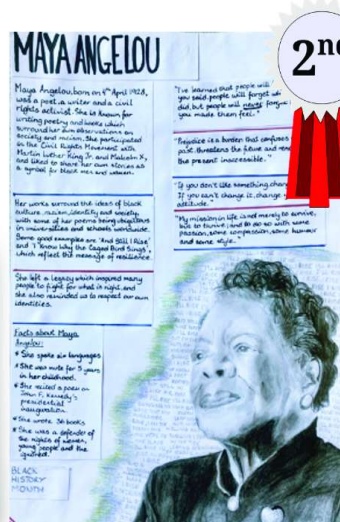 MAYA ANGELOU
2nd
Maya Angelou, born on 4th April 1928,
was a poet, a writer and a civil
rights activist. She is known for
writing poetry and books which
surround her own observations on
society and racism. She participated
in the Civil Rights Movement with
Martin Luther King Jr. and Malcolm X,
and liked to share her own stories as
a symbol for black men and women.
Her works surround the ideas of black
culture, racism, identity and society
with some of her poems being ubiquitous
in universities and schools worldwide.
Some good examples are 'And Still I Rise'
and 'I Know why the Caged Bird Sings',
which reflect the message of resilience.
She left a legacy which inspired many
people to fight for what is right and
she also reminded us to respect our own
identities.
Facts about Maya
Angelou:
* She spoke six languages
* She was mute for 5 years
in her childhood.
* She recited a poem on
John F. Kennedy's
presidential
inauguration
* She wrote 36 books
* She was a defender of
the rights of women,
young people and the
ignored.
BLACK
HISTORY
MONTH
"I've learned that people will
you said, people will forget wh
did, but people will never forge
you made them feel."
"Prejudice is a burden that confuses
past, threatens the future and rend
the present inaccessible."
"If you don't like something, chan
If you can't change it, change y
attitude."
"My mission in life is not merely to survive,
but to thrive; and to do so with some
passion, some compassion, some humour
and some style."